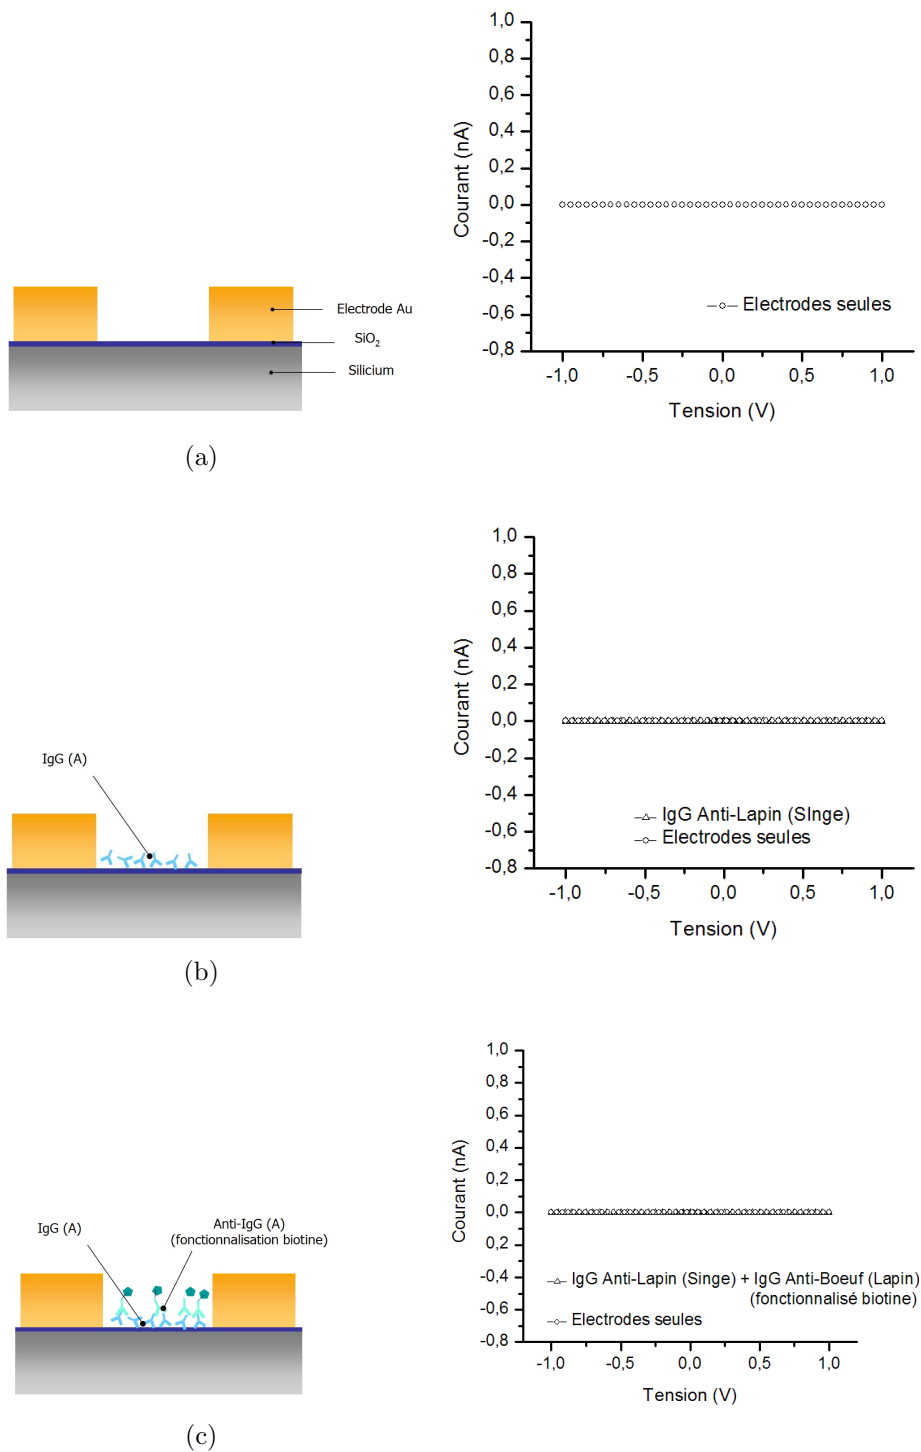 1,0
0,8
0,6
0,4
0,2
0,0
-0,2
-0,4
-0,6
-0,8
Courant (nA)
Electrodes seules
-1,0 -0,5 0,0 0,5 1,0
Tension (V)
Electrode Au
SiO2
Silicium
(a)
1,0
0,8
0,6
0,4
0,2
0,0
-0,2
-0,4
-0,6
-0,8
Courant (nA)
IgG Anti-Lapin (SInge)
Electrodes seules
-1,0 -0,5 0,0 0,5 1,0
Tension (V)
IgG (A)
(b)
1,0
0,8
0,6
0,4
0,2
0,0
0,2
-0,4
-0,6
-0,8
Courant (nA)
IgG Anti-Lapin (Singe) + IgG Anti-Boeuf (Lapin)
(fonctionnalisé biotine)
Electrodes seules
-1,0 -0,5 0,0 0,5 1,0
Tension (V)
IgG (A)
Anti-IgG (A)
(fonctionnalisation biotine)
(c)